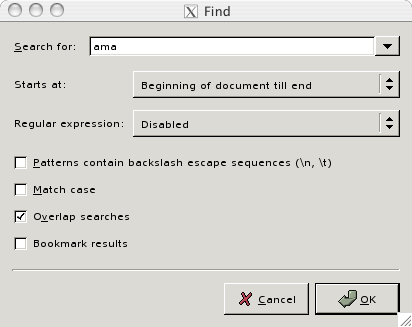 Find
Search for: ama
Starts at: Beginning of document till end
Regular expression: Disabled
Patterns contain backslash escape sequences (\n, \t)
Match case
Overlap searches
Bookmark results
Cancel OK